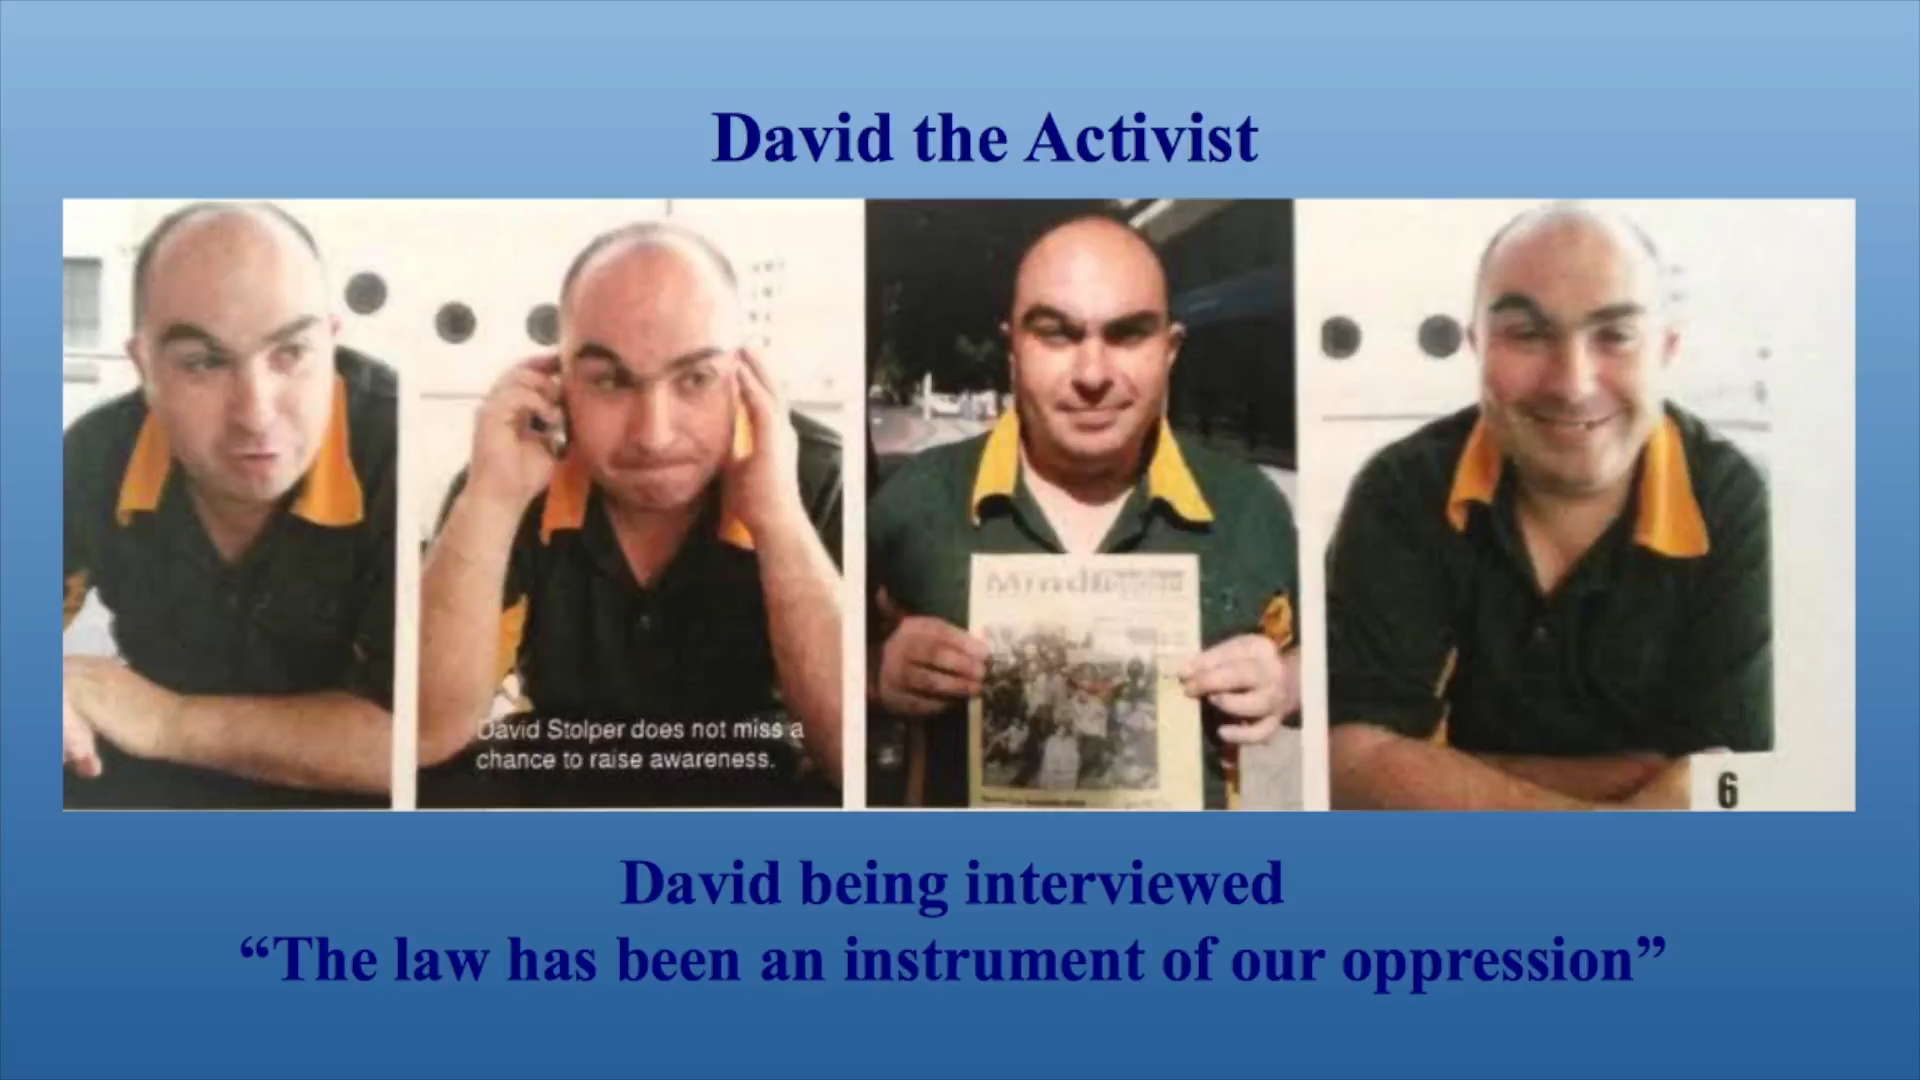 David the Activist
David Stolper does not miss a
chance to raise awareness.
6
David being interviewed
“The law has been an instrument of our oppression”